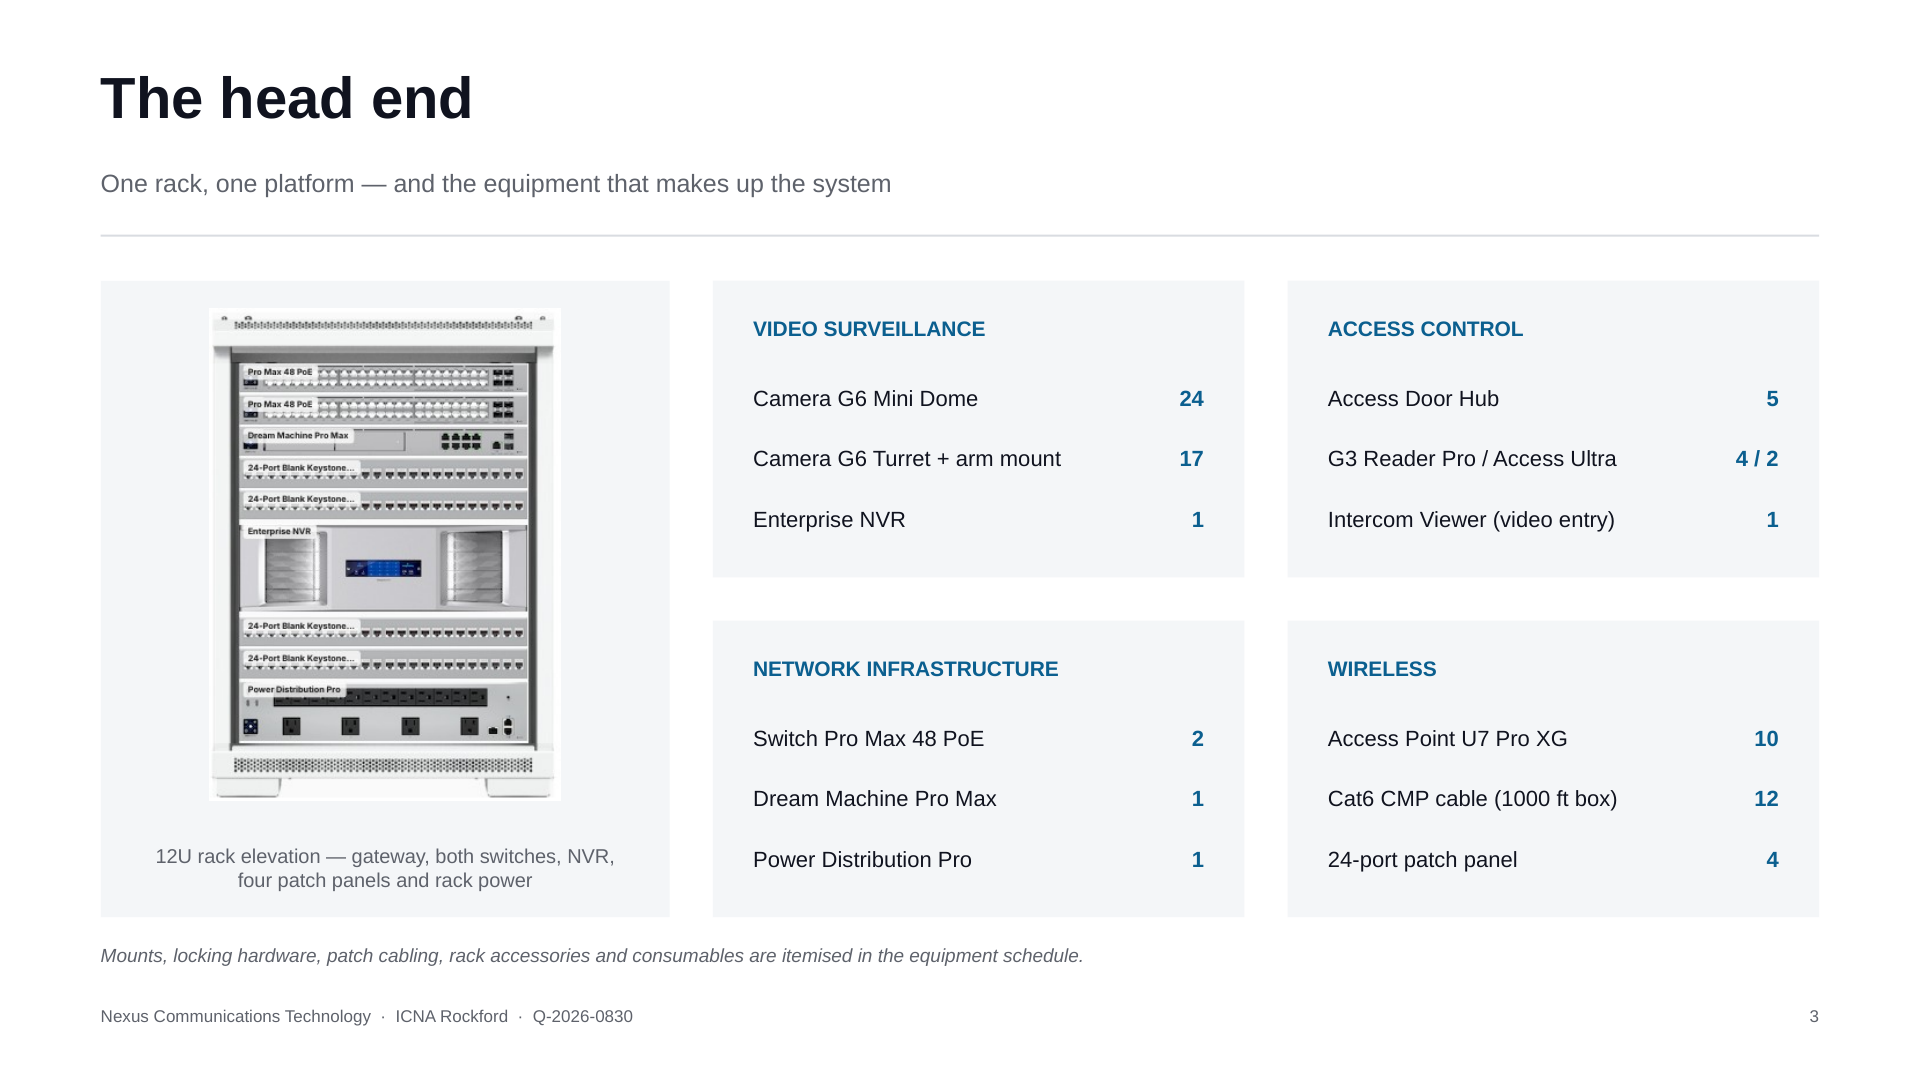 The head end
One rack, one platform — and the equipment that makes up the system
Pro Max 48 PoE
Pro Max 48 PoE
Dream Machine Pro Max
24-Port Blank Keystone...
24-Port Blank Keystone...
Enterprise NVR
24-Port Blank Keystone...
24-Port Blank Keystone...
Power Distribution Pro
12U rack elevation — gateway, both switches, NVR,
four patch panels and rack power
VIDEO SURVEILLANCE
Camera G6 Mini Dome 24
Camera G6 Turret + arm mount 17
Enterprise NVR 1
ACCESS CONTROL
Access Door Hub 5
G3 Reader Pro / Access Ultra 4 / 2
Intercom Viewer (video entry) 1
NETWORK INFRASTRUCTURE
Switch Pro Max 48 PoE 2
Dream Machine Pro Max 1
Power Distribution Pro 1
WIRELESS
Access Point U7 Pro XG 10
Cat6 CMP cable (1000 ft box) 12
24-port patch panel 4
Mounts, locking hardware, patch cabling, rack accessories and consumables are itemised in the equipment schedule.
Nexus Communications Technology · ICNA Rockford · Q-2026-0830 3